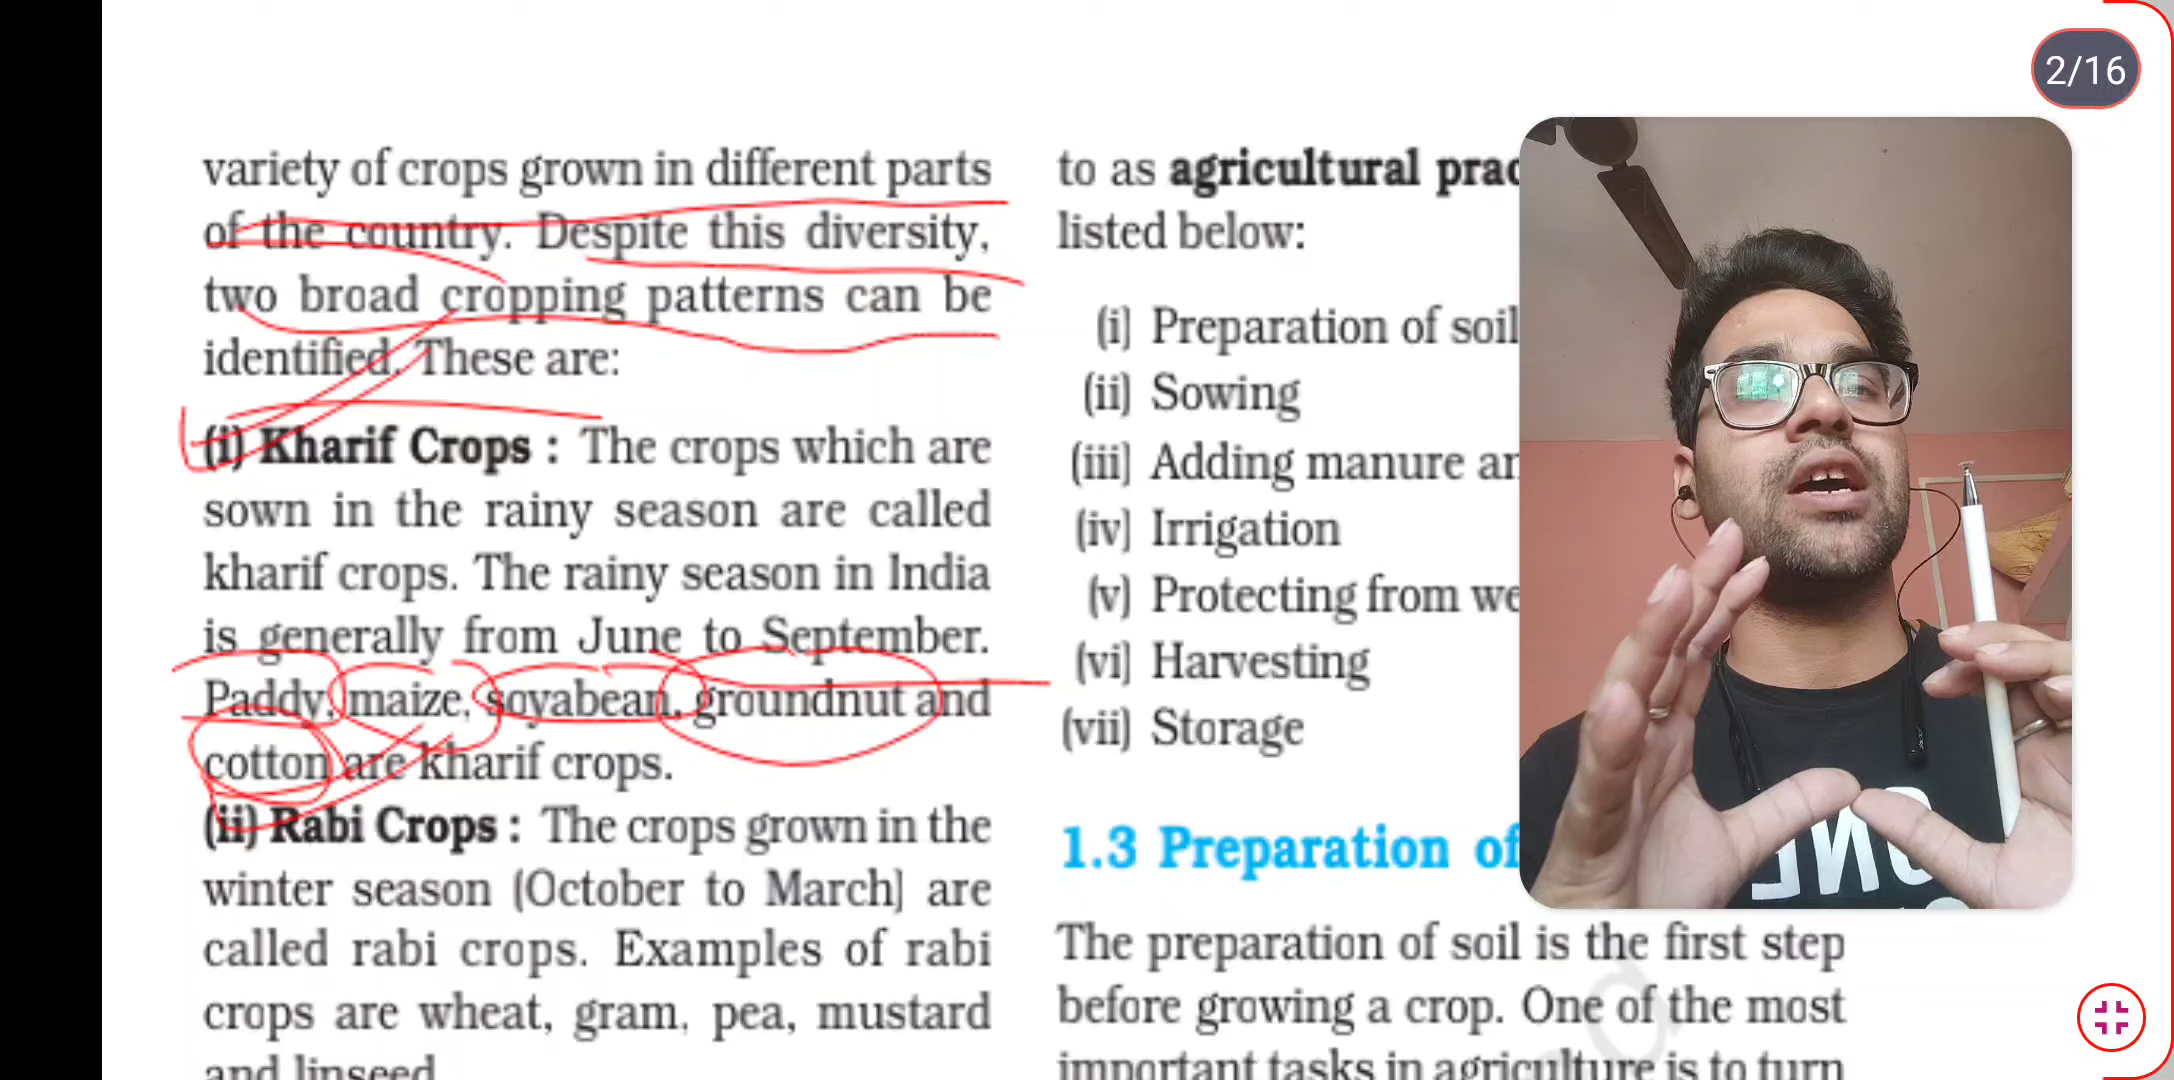 2/16
variety of crops grown in different parts
of the country. Despite this diversity,
two broad cropping patterns can be
identified. These are:
(i) Kharif Crops : The crops which are
sown in the rainy season are called
kharif crops. The rainy season in India
is generally from June to September.
Paddy, maize, soyabean, groundnut and
cotton are kharif crops.
(ii) Rabi Crops : The crops grown in the
winter season (October to March) are
called rabi crops. Examples of rabi
crops are wheat, gram, pea, mustard
and linseed
to as agricultural prac
listed below:
(i) Preparation of soil
(ii) Sowing
(iii) Adding manure an
(iv) Irrigation
(v) Protecting from we
(vi) Harvesting
(vii) Storage
1.3 Preparation of
The preparation of soil is the first step
before growing a crop. One of the most
important tasks in agriculture is to turn